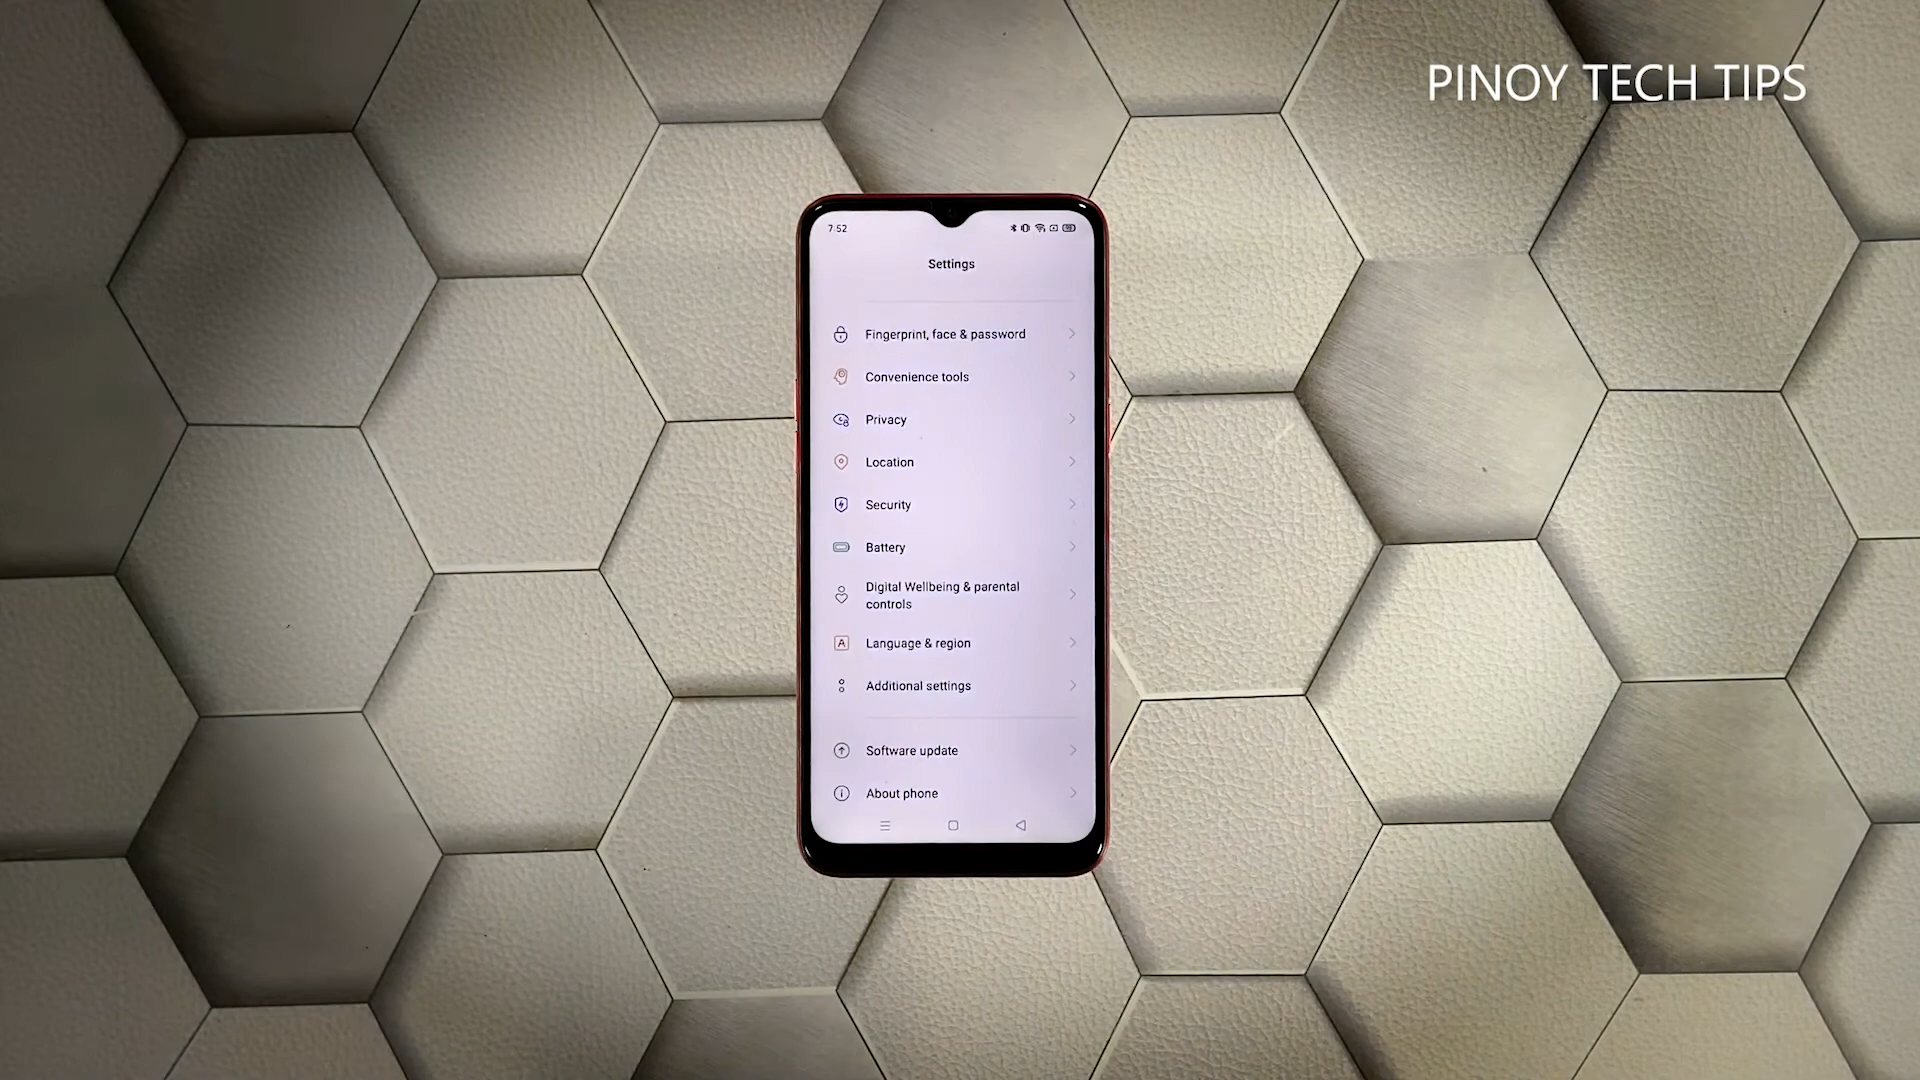 PINOY TECH TIPS
7:52
Settings
Fingerprint, face & password
Convenience tools
Privacy
Location
Security
Battery
Digital Wellbeing & parental
controls
A
Language & region
Additional settings
Software update
About phone